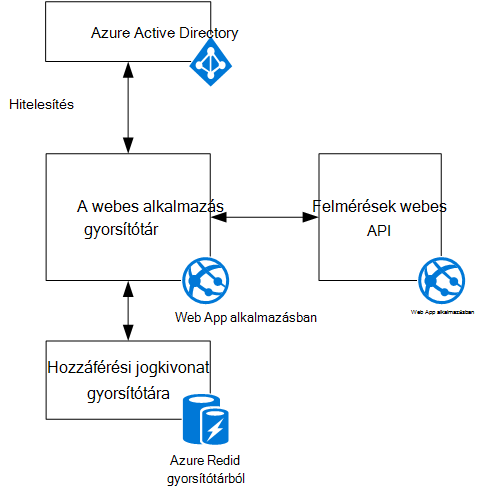 Azure Active Directory
Hitelesítés
A webes alkalmazás
gyorsítótár
Felmérések webes
API
Web App alkalmazásban
Web App alkalmazásban
Hozzáférési jogkivonat
gyorsítótára
Azure Redid
gyorsítótárból